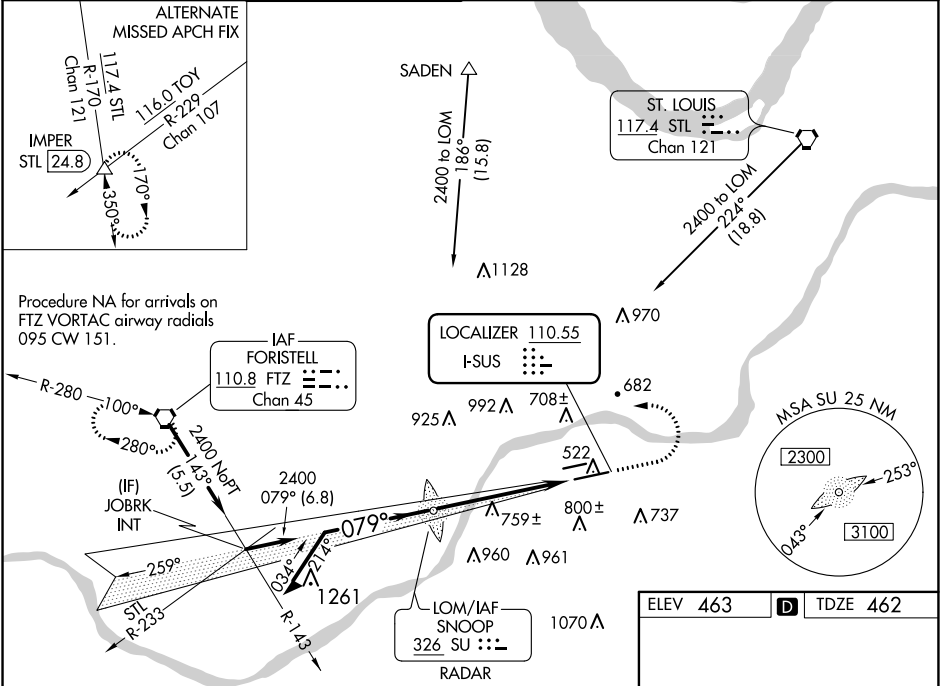 ALTERNATE
MISSED APCH FIX
117.4 STL
R-170
Chan 121
116.0 TOY
R-229
Chan 107
IMPER
STL 24.8
170°
350°
SADEN
2400 to LOM
186°
(15.8)
ST. LOUIS
117.4 STL
Chan 121
2400 to LOM
224°
(18.8)
1128
970
Procedure NA for arrivals on
FTZ VORTAC airway radials
095 CW 151.
IAF
FORISTELL
110.8 FTZ
Chan 45
LOCALIZER 110.55
I-SUS
R-280
100°
280°
2400 NoPT
143°
(5.5)
925
992
708±
682
522
MSA SU 25 NM
2300
253°
043°
3100
(IF)
JOBRK
INT
2400
079° (6.8)
079°
759±
800±
737
259°
034°
214°
1261
960
961
STL
R-233
R-143
LOM/IAF
SNOOP
326 SU
RADAR
1070
ELEV 463
D
TDZE 462